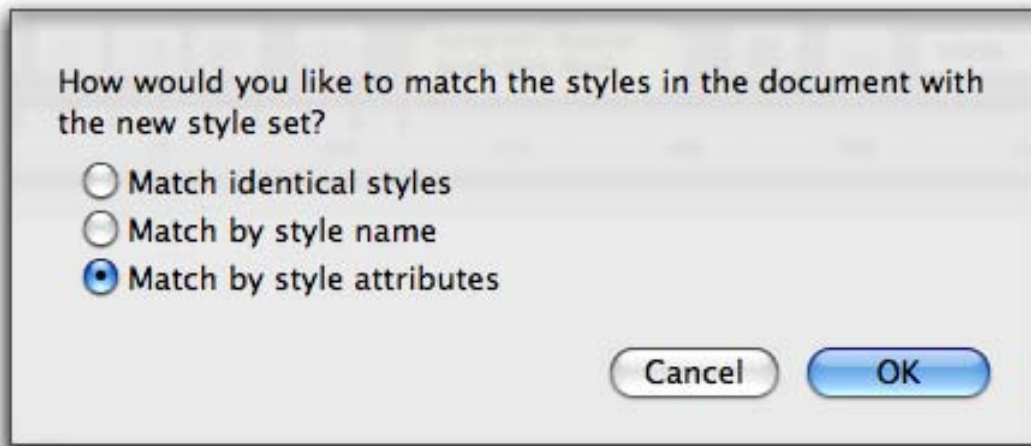 How would you like to match the styles in the document with
the new style set?
Match identical styles
Match by style name
Match by style attributes
Cancel OK